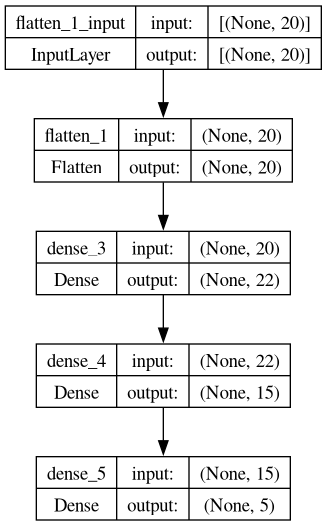 flatten_1_input input: [(None, 20)]
InputLayer output: [(None, 20)]
flatten_1 input: (None, 20)
Flatten output: (None, 20)
dense_3 input: (None, 20)
Dense output: (None, 22)
dense_4 input: (None, 22)
Dense output: (None, 15)
dense_5 input: (None, 15)
Dense output: (None, 5)